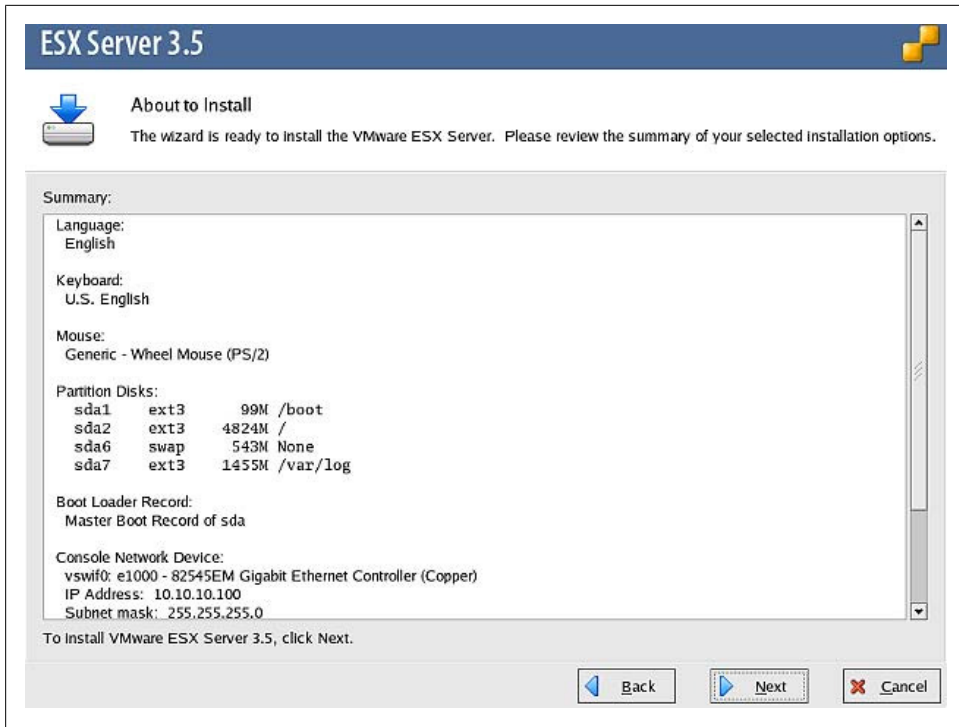 ESX Server 3.5
About to Install
The wizard is ready to install the VMware ESX Server. Please review the summary of your selected installation options.
Summary:
Language:
English
Keyboard:
U.S. English
Mouse:
Generic - Wheel Mouse (PS/2)
Partition Disks:
sda1 ext3 99M /boot
sda2 ext3 4824M /
sda6 swap 543M None
sda7 ext3 1455M /var/log
Boot Loader Record:
Master Boot Record of sda
Console Network Device:
vswif0: e1000 - 82545EM Gigabit Ethernet Controller (Copper)
IP Address: 10.10.10.100
Subnet mask: 255.255.255.0
To install VMware ESX Server 3.5, click Next.
Back
Next
Cancel